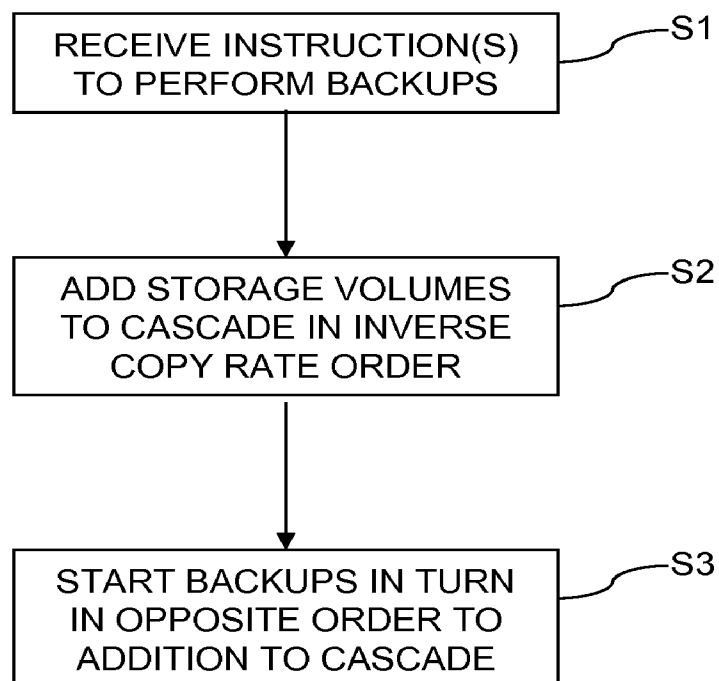 RECEIVE INSTRUCTION(S)
TO PERFORM BACKUPS
S1
ADD STORAGE VOLUMES
TO CASCADE IN INVERSE
COPY RATE ORDER
S2
START BACKUPS IN TURN
IN OPPOSITE ORDER TO
ADDITION TO CASCADE
S3